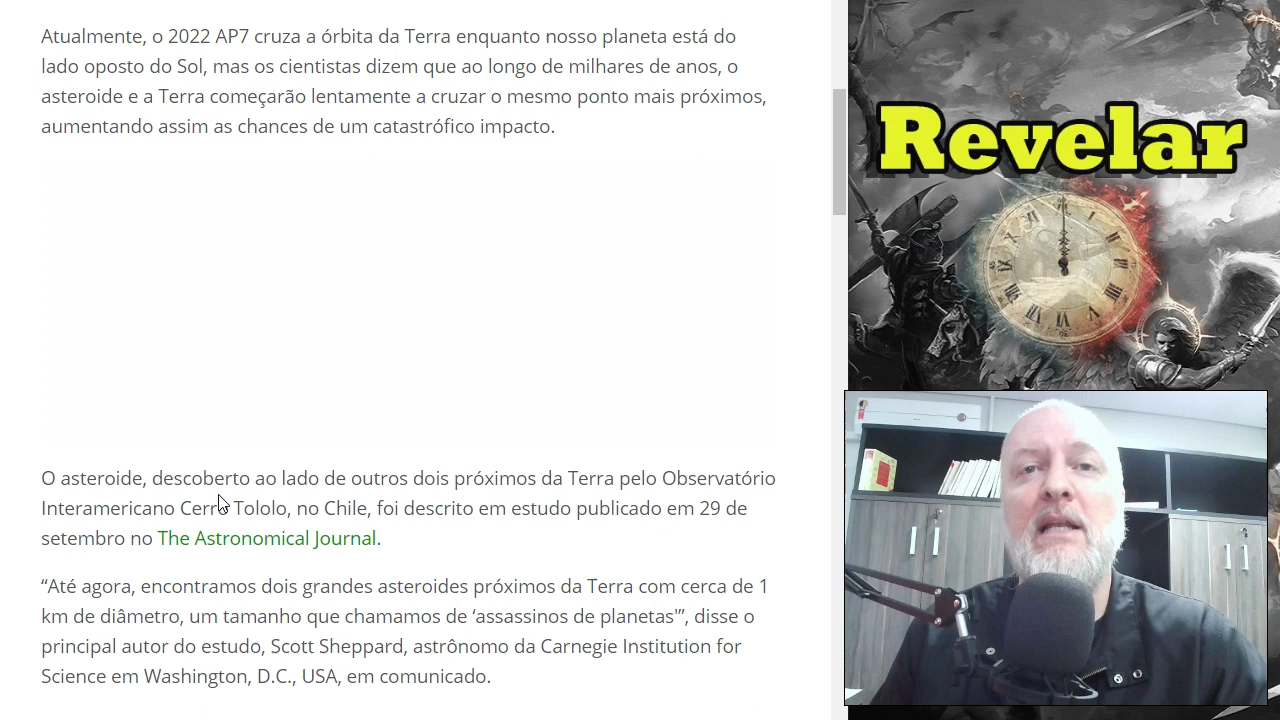 Atualmente, o 2022 AP7 cruza a órbita da Terra enquanto nosso planeta está do
lado oposto do Sol, mas os cientistas dizem que ao longo de milhares de anos, o
asteroide e a Terra começarão lentamente a cruzar o mesmo ponto mais próximos,
aumentando assim as chances de um catastrófico impacto.
Revelar
O asteroide, descoberto ao lado de outros dois próximos da Terra pelo Observatório
Interamericano Cerro Tololo, no Chile, foi descrito em estudo publicado em 29 de
setembro no The Astronomical Journal.
“Até agora, encontramos dois grandes asteroides próximos da Terra com cerca de 1
km de diâmetro, um tamanho que chamamos de ‘assassinos de planetas'”, disse o
principal autor do estudo, Scott Sheppard, astrônomo da Carnegie Institution for
Science em Washington, D.C., USA, em comunicado.